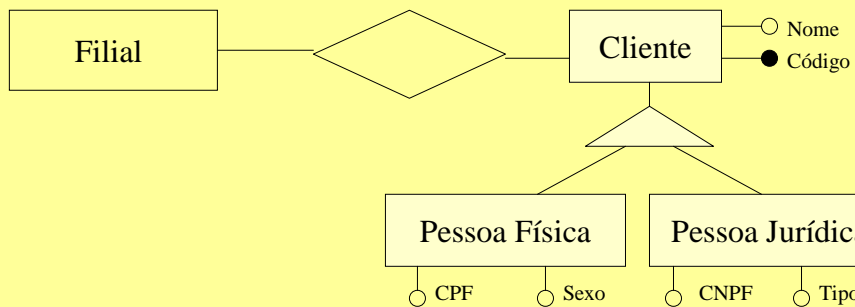 Filial
Cliente
Nome
Código
Pessoa Física
Pessoa Jurídica
CPF
Sexo
CNPF
Tipo